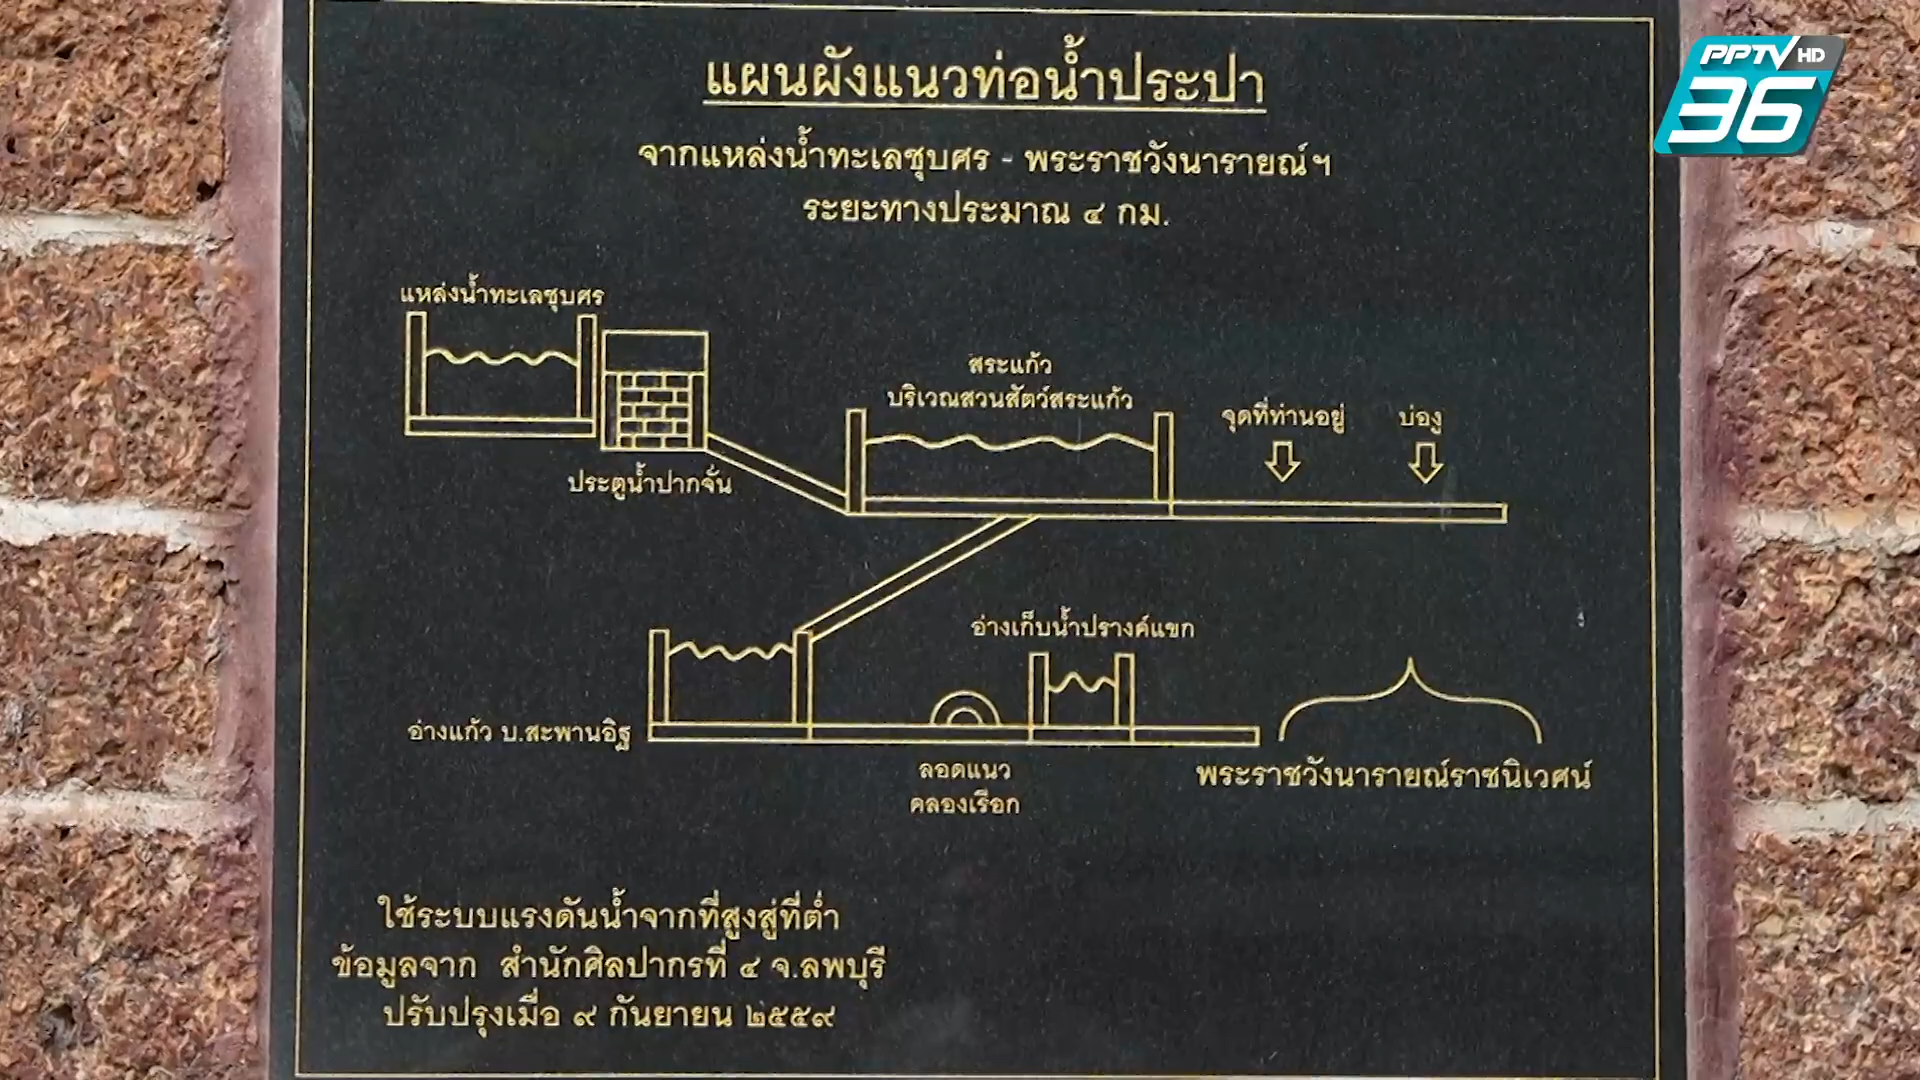 PPTV HD
36
แผนผังแนวท่อน้ำประปา
จากแหล่งน้ำทะเลชุบศร - พระราชวังนารายณ์ฯ
ระยะทางประมาณ ๔ กม.
แหล่งน้ำทะเลชุบศร
สระแก้ว
บริเวณสวนสัตว์สระแก้ว
จุดที่ท่านอยู่
บ่องู
ประตูน้ำปากจั่น
อ่างเก็บน้ำปรางค์แขก
อ่างแก้ว บ.สะพานอิฐ
ลอดแนว
คลองเรือก
พระราชวังนารายณ์ราชนิเวศน์
ใช้ระบบแรงดันน้ำจากที่สูงสู่ที่ต่ำ
ข้อมูลจาก สำนักศิลปากรที่ ๔ จ.ลพบุรี
ปรับปรุงเมื่อ ๙ กันยายน ๒๕๕๙